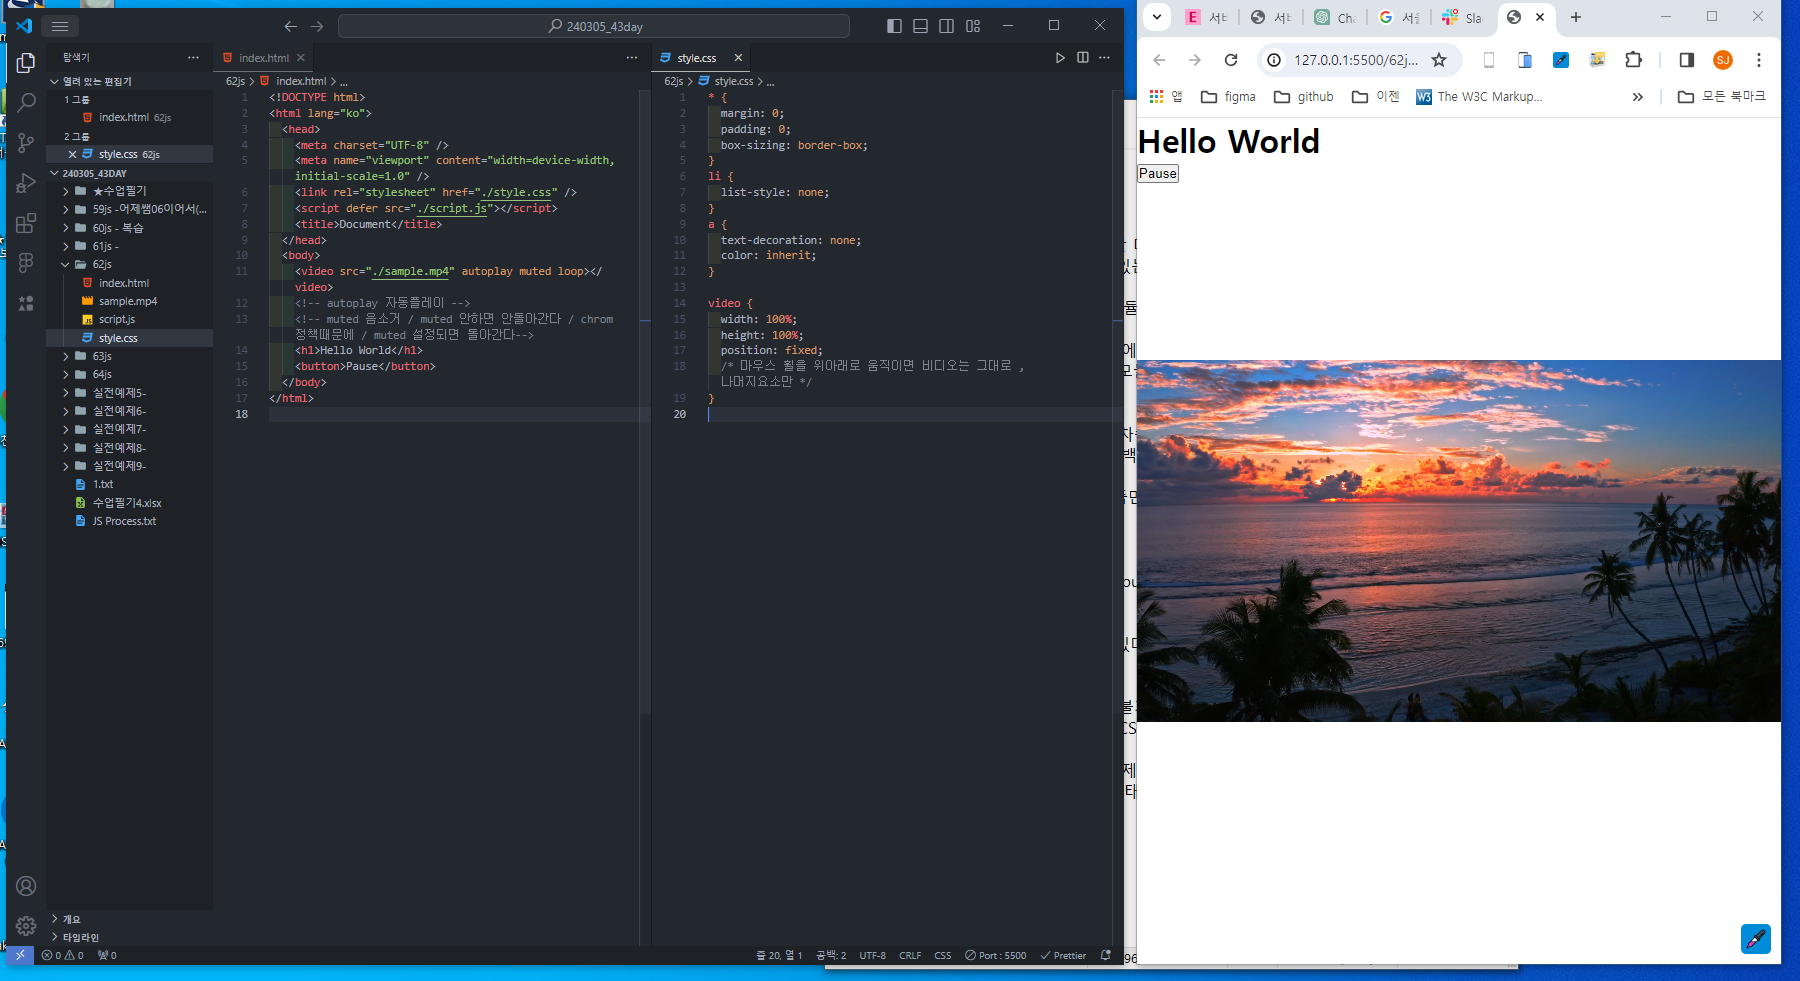 240305_43day
탐색기
열려 있는 편집기
1 그룹
index.html 62js
2 그룹
style.css 62js
240305_43DAY
★수업필기
59js -어제쌤06이어서(...
60js - 복습
61js -
62js
index.html
sample.mp4
script.js
style.css
63js
64js
실전예제5-
실전예제6-
실전예제7-
실전예제8-
실전예제9-
1.txt
수업필기4.xlsx
JS Process.txt
개요
타임라인
index.html
62js > index.html > ...
1 <!DOCTYPE html>
2 <html lang="ko">
3 <head>
4 <meta charset="UTF-8" />
5 <meta name="viewport" content="width=device-width,
initial-scale=1.0" />
6 <link rel="stylesheet" href="./style.css" />
7 <script defer src="./script.js"></script>
8 <title>Document</title>
9 </head>
10 <body>
11 <video src="./sample.mp4" autoplay muted loop></
video>
12 <!-- autoplay 자동플레이 -->
13 <!-- muted 음소거 / muted 안하면 안돌아간다 / chrom
정책때문에 / muted 설정되면 돌아간다-->
14 <h1>Hello World</h1>
15 <button>Pause</button>
16 </body>
17 </html>
18
style.css
62js > style.css > ...
1 * {
2 margin: 0;
3 padding: 0;
4 box-sizing: border-box;
5 }
6 li {
7 list-style: none;
8 }
9 a {
10 text-decoration: none;
11 color: inherit;
12 }
13
14 video {
15 width: 100%;
16 height: 100%;
17 position: fixed;
18 /* 마우스 휠을 위아래로 움직이면 비디오는 그대로 ,
나머지요소만 */
19 }
20
0 0 0
줄 20, 열 1 공백: 2 UTF-8 CRLF CSS Port : 5500 Prettier
E 서브 서브 Ch 서울 Sla
127.0.0.1:5500/62j... SJ
앱 figma github 이젠 W3 The W3C Markup... » 모든 북마크
Hello World
Pause